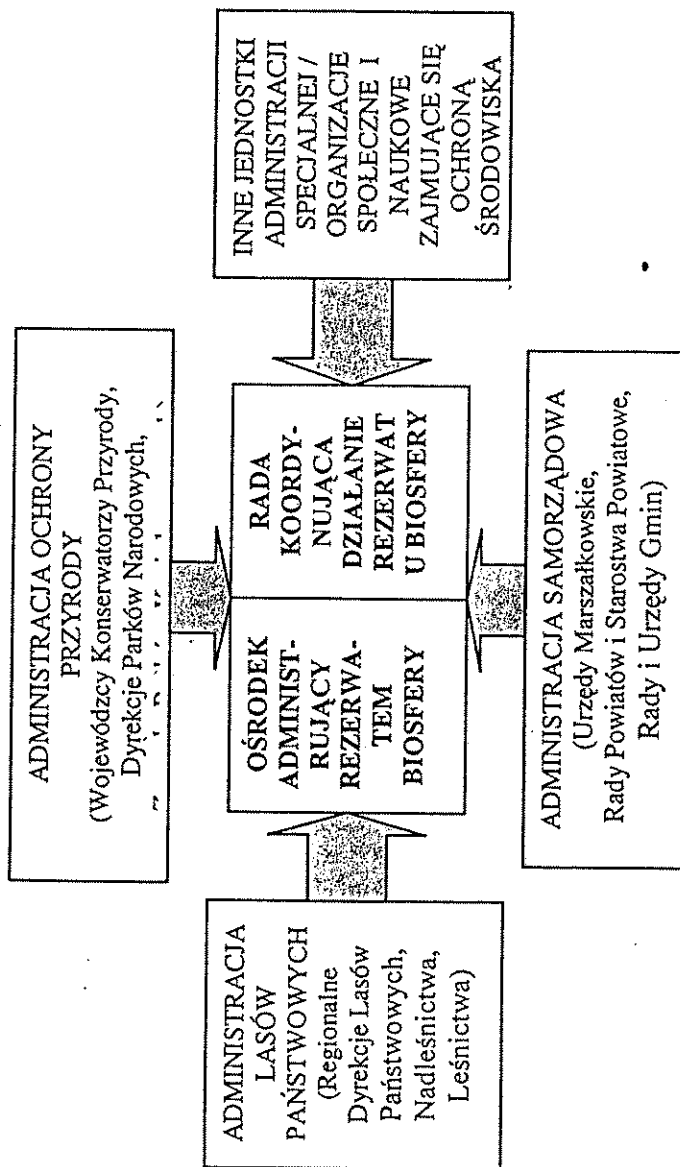 ADMINISTRACJA OCHRONY
PRZYRODY
(Wojewódzcy Konserwatorzy Przyrody,
Dyrekcje Parków Narodowych,
ADMINISTRACJA
LASÓW
PAŃSTWOWYCH
(Regionalne
Dyrekcje Lasów
Państwowych,
Nadleśnictwa,
Leśnictwa)
OŚRODEK
ADMINIST-
RUJĄCY
REZERWA-
TEM
BIOSFERY
RADA
KOORDY-
NUJĄCA
DZIAŁANIE
REZERWAT
U BIOSFERY
INNE JEDNOSTKI
ADMINISTRACJI
SPECJALNEJ /
ORGANIZACJE
SPOŁECZNE I
NAUKOWE
ZAJMUJĄCE SIĘ
OCHRONĄ
ŚRODOWISKA
ADMINISTRACJA SAMORZĄDOWA
(Urzędy Marszałkowskie,
Rady Powiatów i Starostwa Powiatowe,
Rady i Urzędy Gmin)